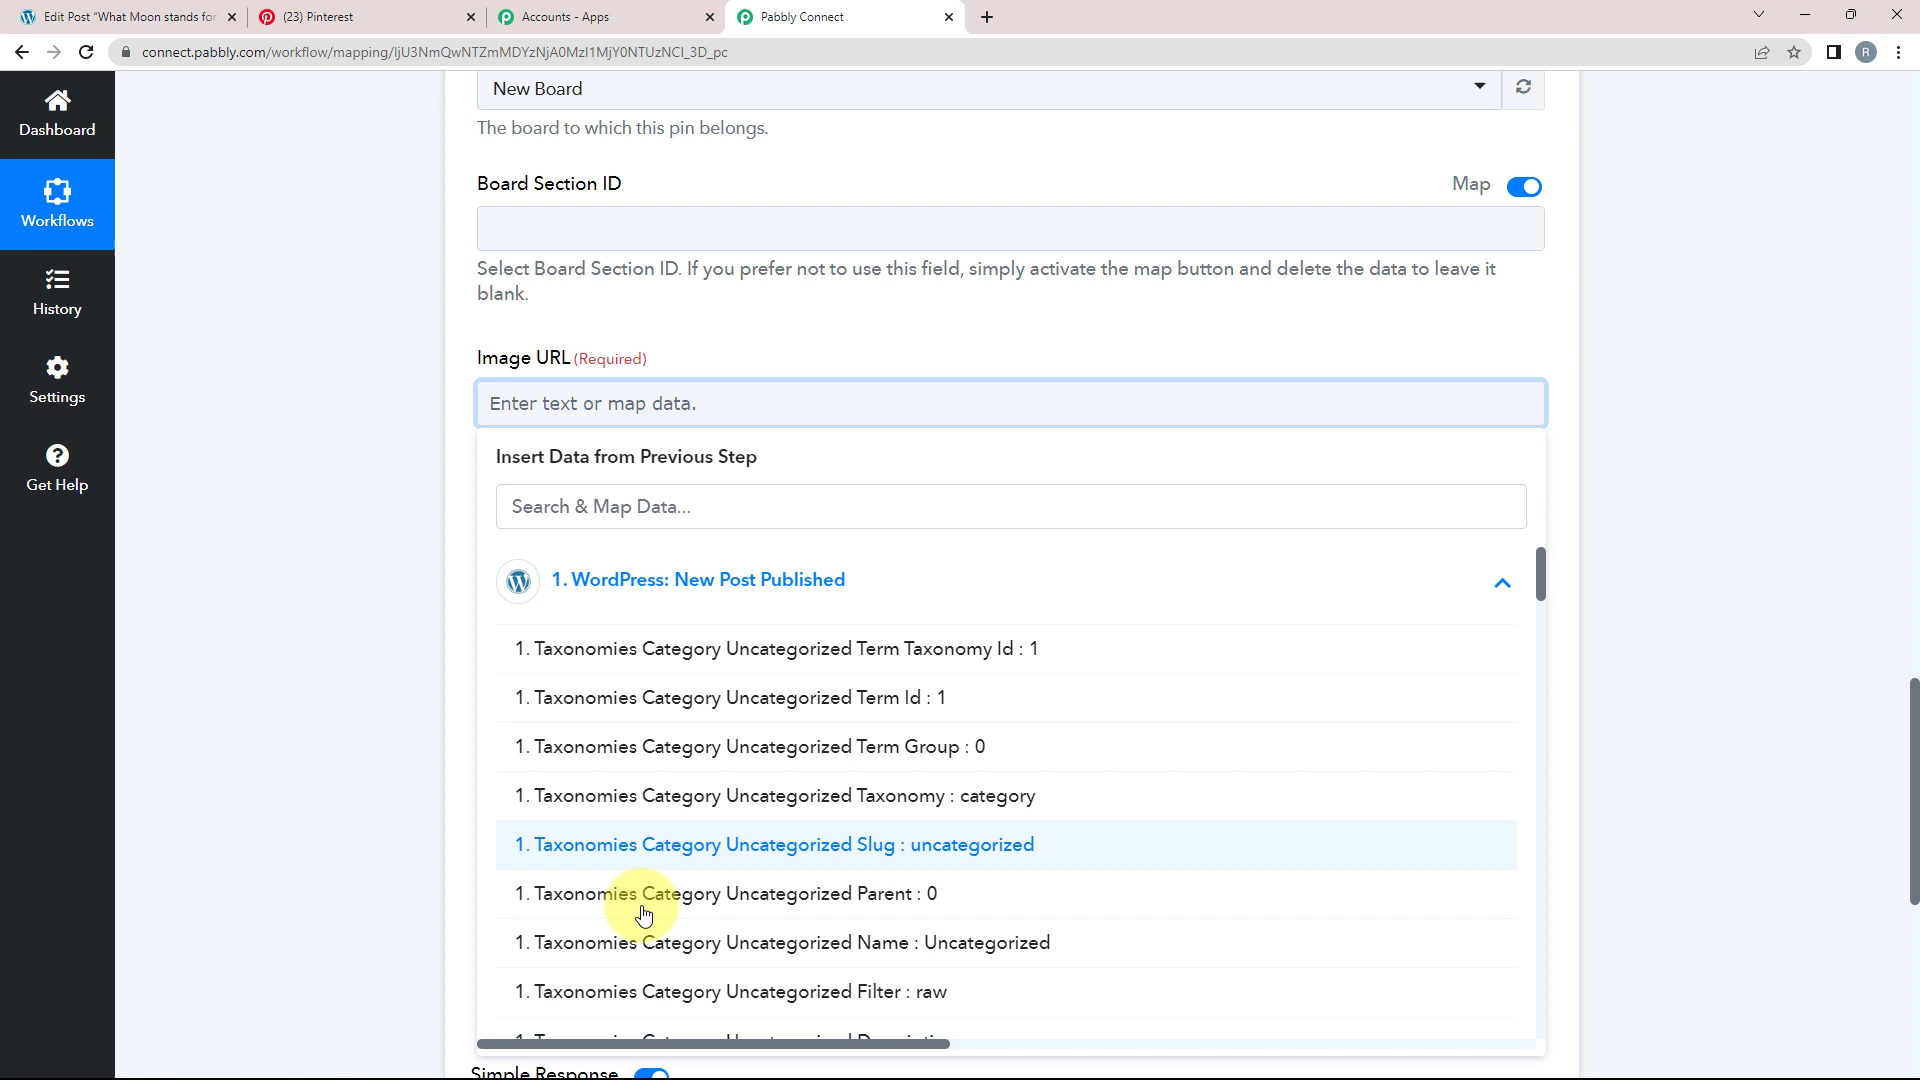 Edit Post “What Moon stands for
(23) Pinterest
Accounts - Apps
Pabbly Connect
connect.pabbly.com/workflow/mapping/IjU3NmQwNTZmMDYzNjA0MzI1MjY0NTUzNCI_3D_pc
R
Dashboard
Workflows
History
Settings
Get Help
New Board
The board to which this pin belongs.
Board Section ID
Map
Select Board Section ID. If you prefer not to use this field, simply activate the map button and delete the data to leave it
blank.
Image URL (Required)
Enter text or map data.
Insert Data from Previous Step
Search & Map Data...
1. WordPress: New Post Published
1. Taxonomies Category Uncategorized Term Taxonomy Id : 1
1. Taxonomies Category Uncategorized Term Id : 1
1. Taxonomies Category Uncategorized Term Group : 0
1. Taxonomies Category Uncategorized Taxonomy : category
1. Taxonomies Category Uncategorized Slug : uncategorized
1. Taxonomies Category Uncategorized Parent : 0
1. Taxonomies Category Uncategorized Name : Uncategorized
1. Taxonomies Category Uncategorized Filter : raw
Simple Response